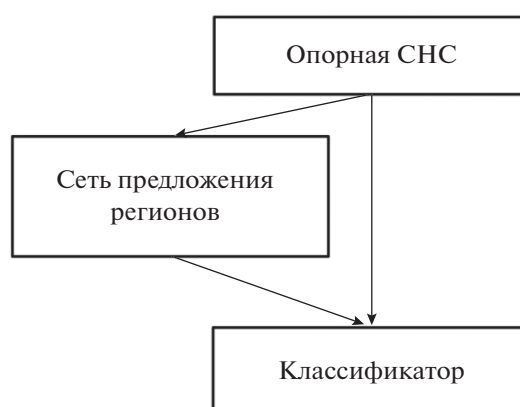 Опорная СНС
Сеть предложения
регионов
Классификатор